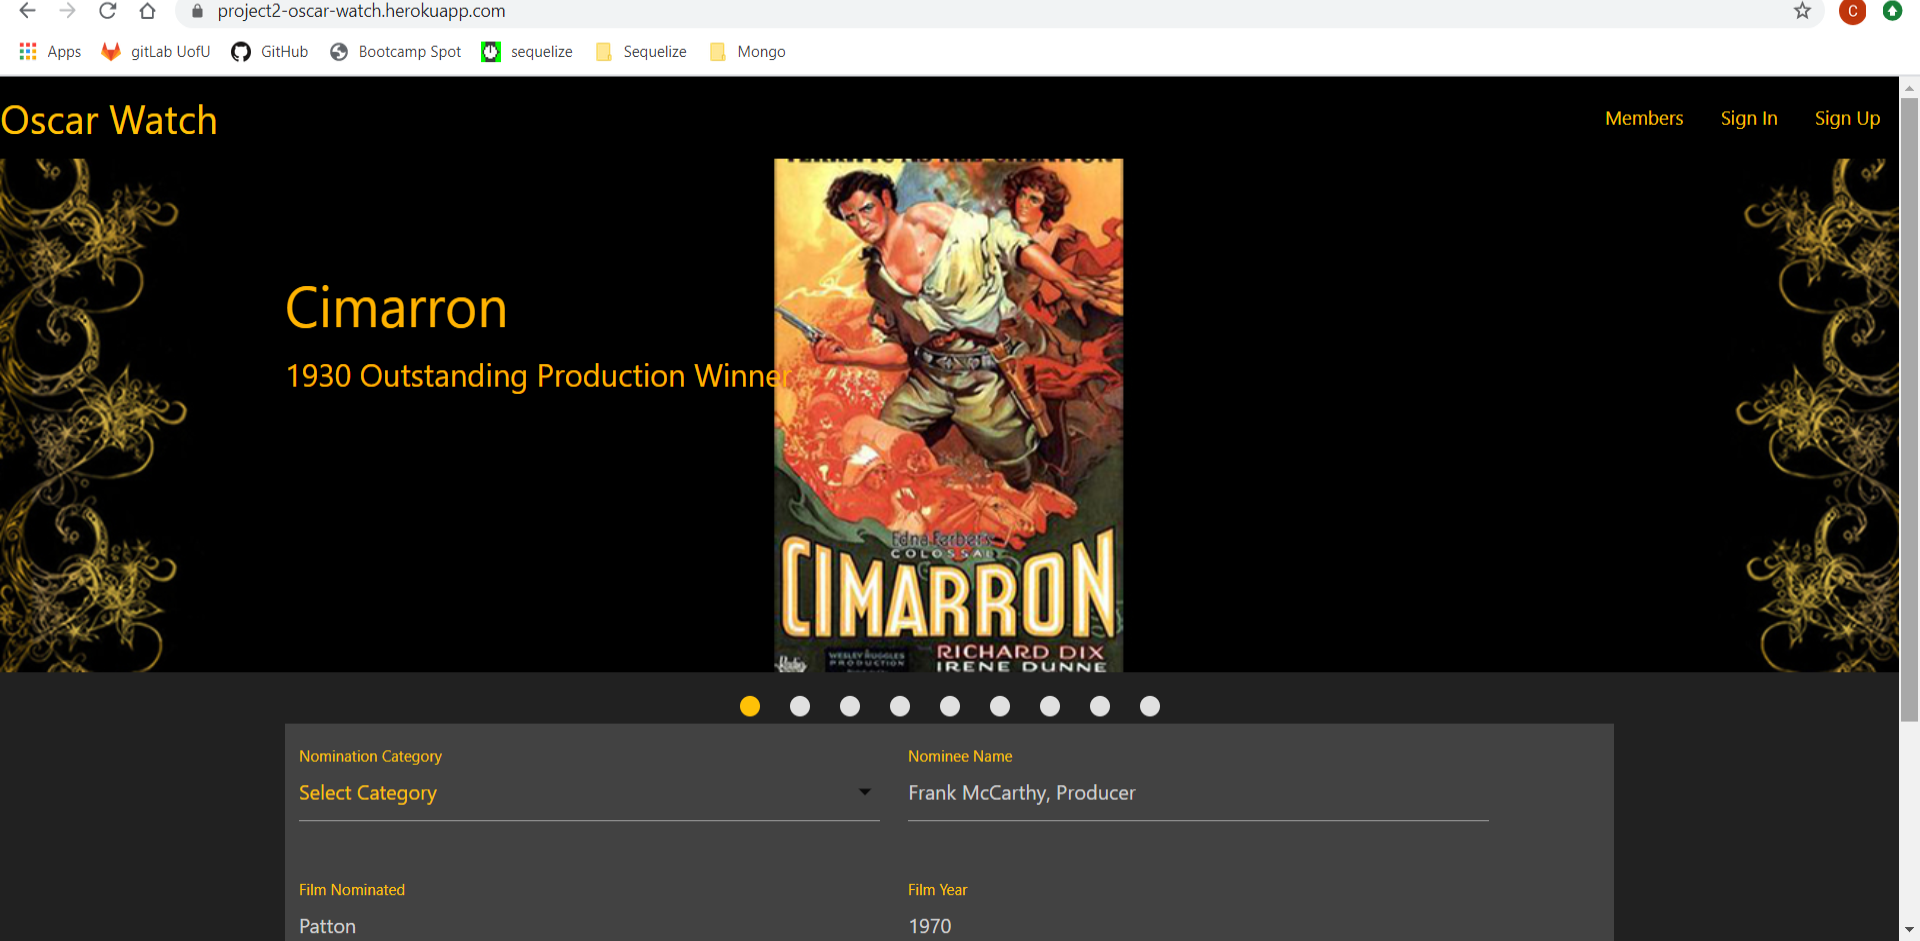 project2-oscar-watch.herokuapp.com
C
Apps gitLab UofU GitHub Bootcamp Spot sequelize Sequelize Mongo
Oscar Watch
Members Sign In Sign Up
Cimarron
1930 Outstanding Production Winner
Edna Ferber's
COLOSSAL
CIMARRON
WESLEY RUGGLES
PRODUCTION
RICHARD DIX
IRENE DUNNE
Radio
Nomination Category
Select Category
Nominee Name
Frank McCarthy, Producer
Film Nominated
Patton
Film Year
1970